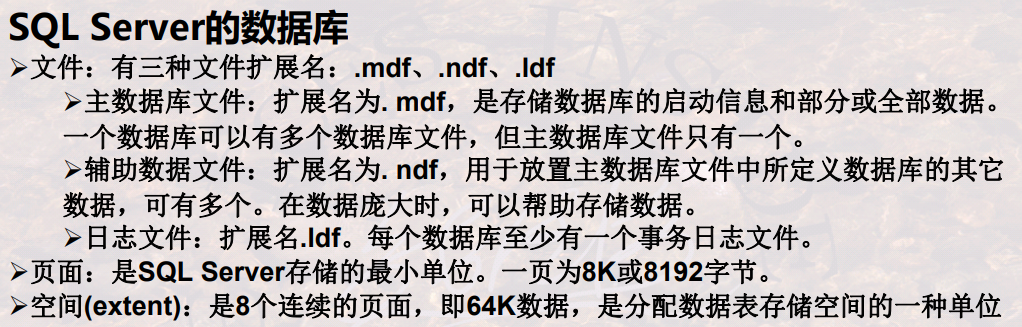 SQL Server的数据库
➢文件：有三种文件扩展名：.mdf、.ndf、.ldf
➢主数据库文件：扩展名为. mdf，是存储数据库的启动信息和部分或全部数据。
一个数据库可以有多个数据库文件，但主数据库文件只有一个。
➢辅助数据文件：扩展名为. ndf，用于放置主数据库文件中所定义数据库的其它
数据，可有多个。在数据庞大时，可以帮助存储数据。
➢日志文件：扩展名.ldf。每个数据库至少有一个事务日志文件。
➢页面：是SQL Server存储的最小单位。一页为8K或8192字节。
➢空间(extent)：是8个连续的页面，即64K数据，是分配数据表存储空间的一种单位